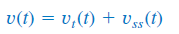 v(t) = v_t(t) + v_ss(t)